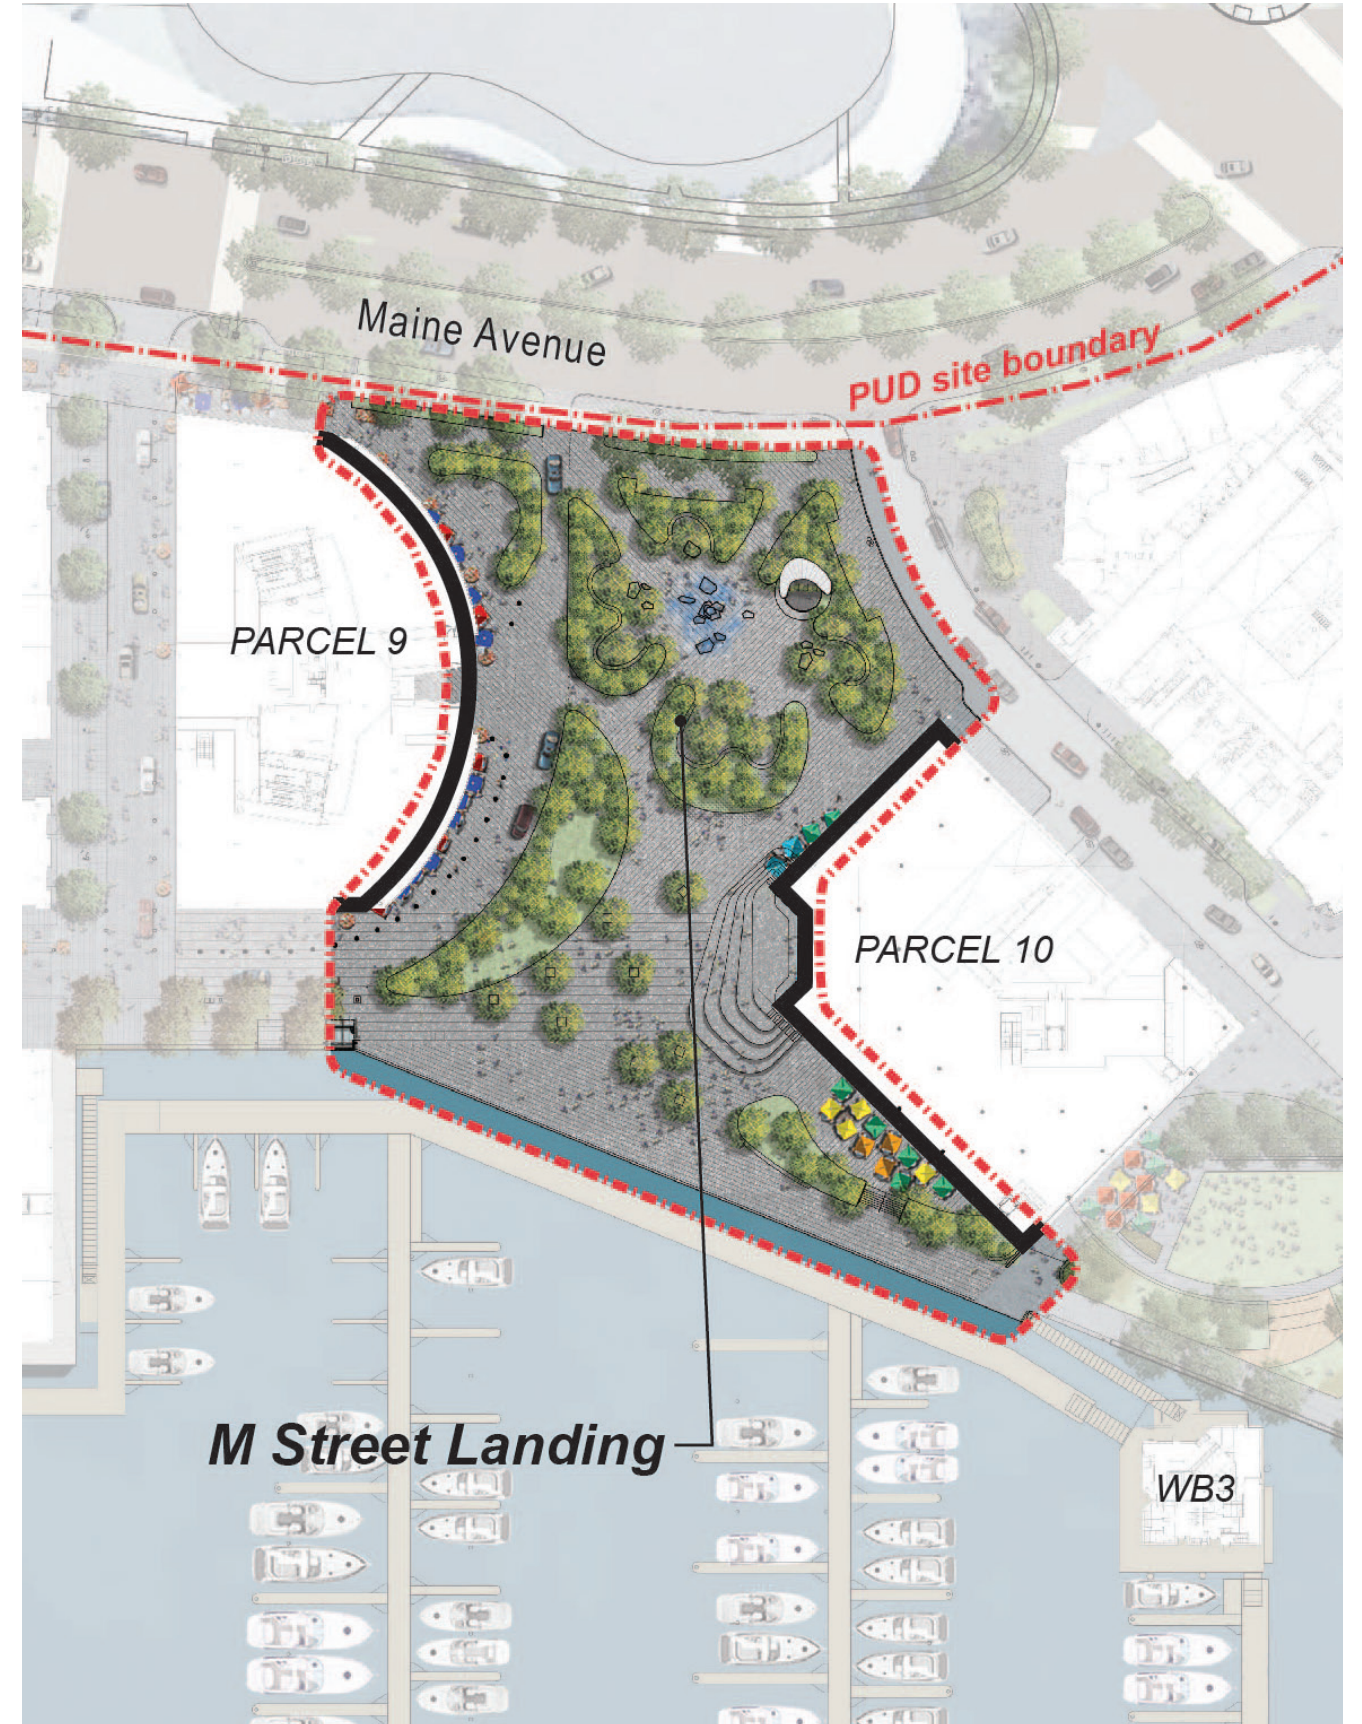 Maine Avenue
PUD site boundary
PARCEL 9
PARCEL 10
M Street Landing
WB3